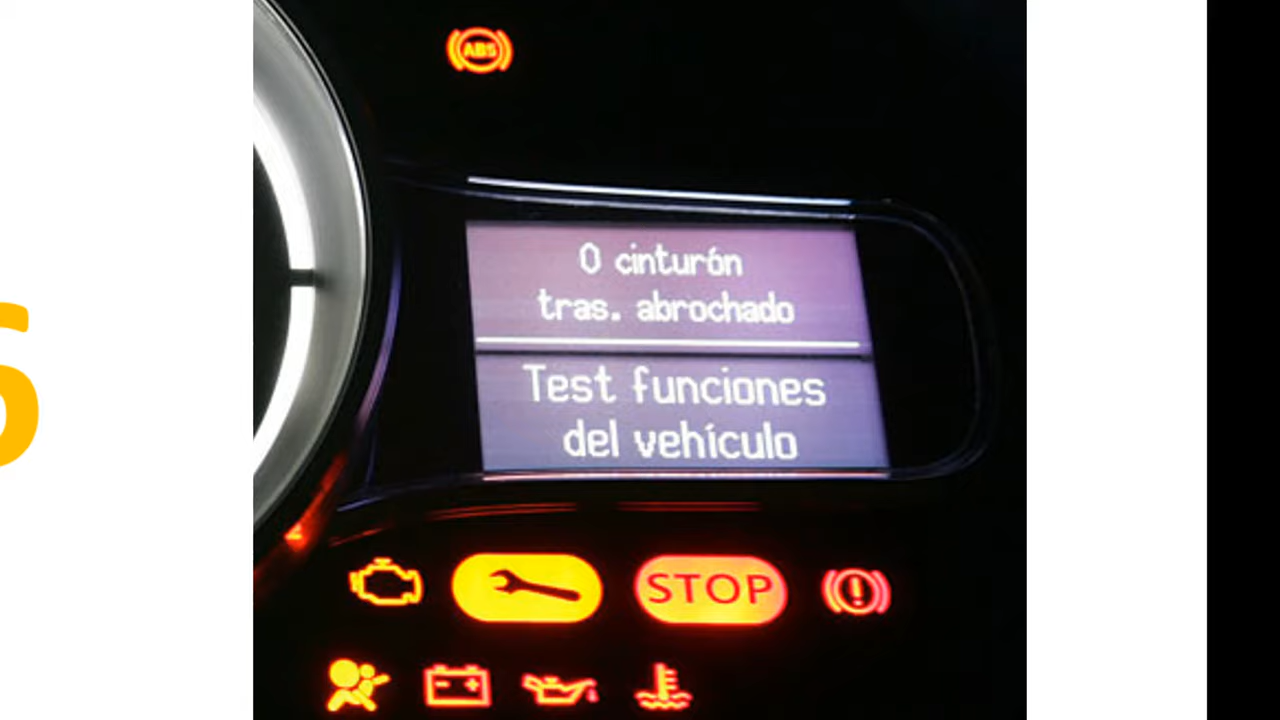 ABS
0 cinturón
tras. abrochado
Test funciones
del vehículo
STOP